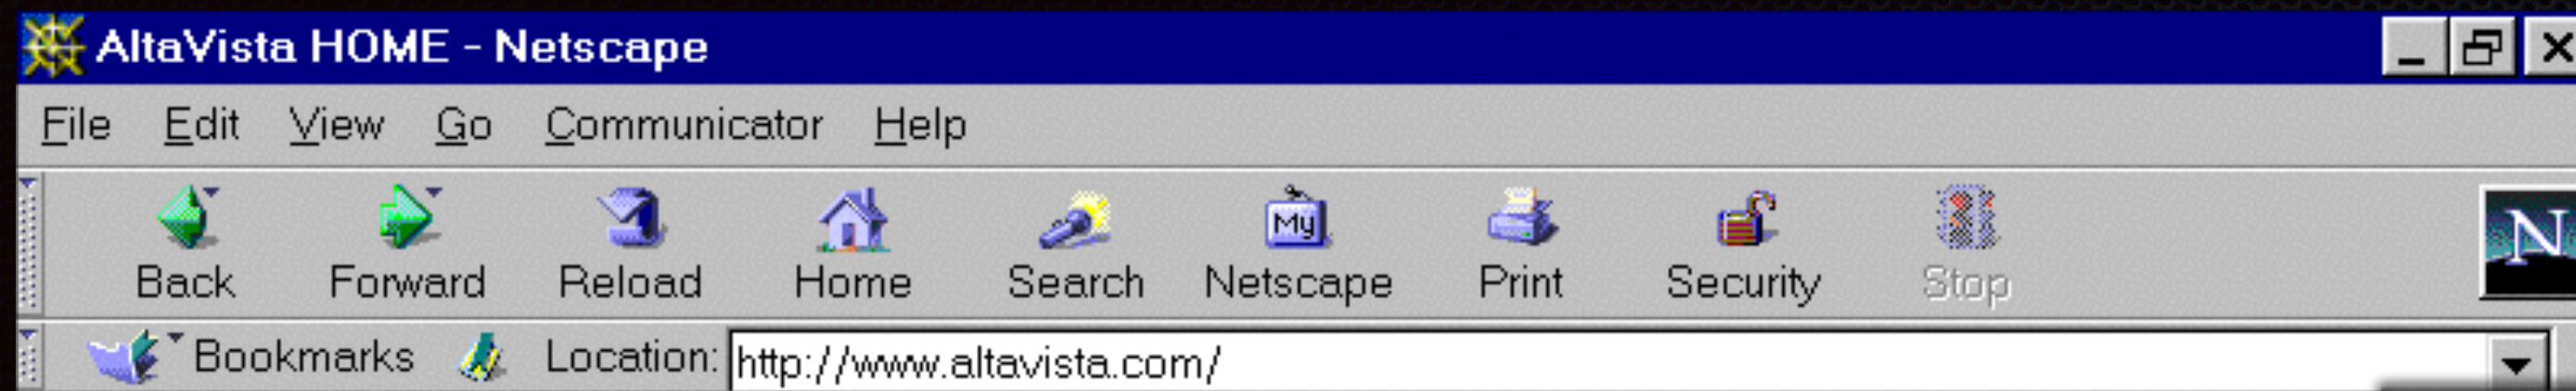 AltaVista HOME - Netscape
File Edit View Go Communicator Help
My N
Back Forward Reload Home Search Netscape Print Security Stop
Bookmarks Location: http://www.altavista.com/